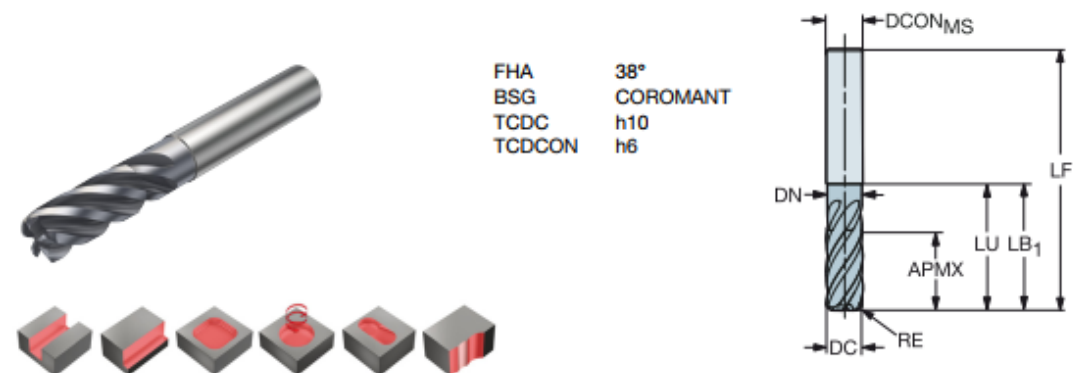 FHA 38°
BSG COROMANT
TCDC h10
TCDCON h6
DCONMS
LF
DN
LU LB1
APMX
RE
DC